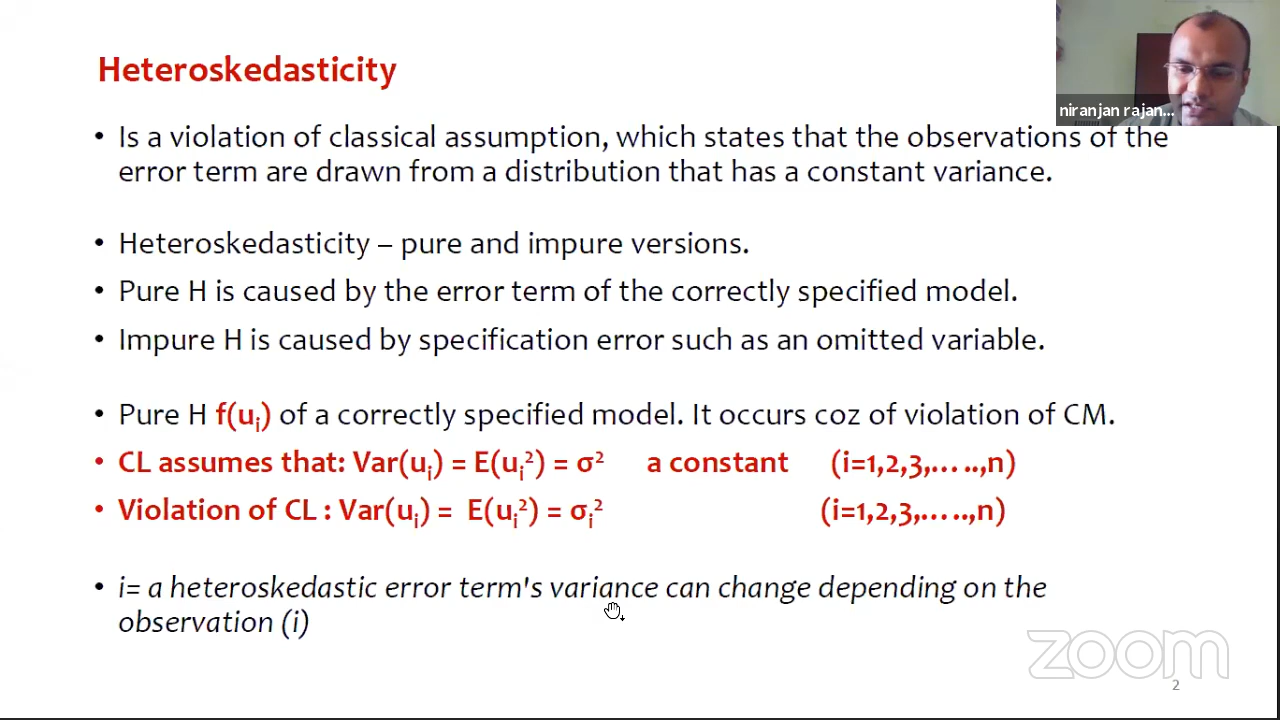 Heteroskedasticity
niranjan rajan...
• Is a violation of classical assumption, which states that the observations of the
error term are drawn from a distribution that has a constant variance.
• Heteroskedasticity – pure and impure versions.
• Pure H is caused by the error term of the correctly specified model.
• Impure H is caused by specification error such as an omitted variable.
• Pure H f(uᵢ) of a correctly specified model. It occurs coz of violation of CM.
• CL assumes that: Var(uᵢ) = E(uᵢ²) = σ² a constant (i=1,2,3,.....,n)
• Violation of CL : Var(uᵢ) = E(uᵢ²) = σᵢ² (i=1,2,3,.....,n)
• i= a heteroskedastic error term's variance can change depending on the
observation (i)
zoom
2